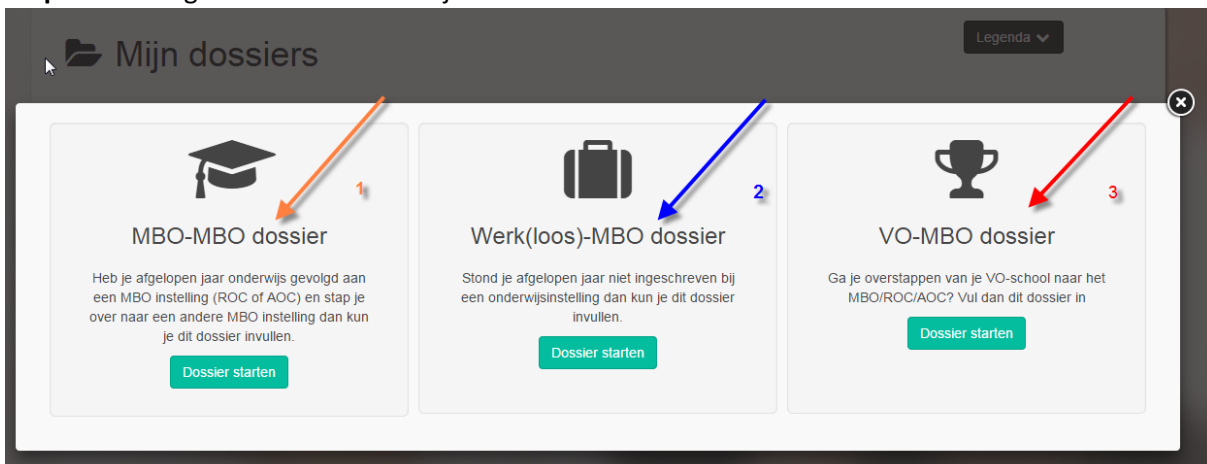 Mijn dossiers
Legenda
1
2
3
MBO-MBO dossier
Heb je afgelopen jaar onderwijs gevolgd aan
een MBO instelling (ROC of AOC) en stap je
over naar een andere MBO instelling dan kun
je dit dossier invullen.
Dossier starten
Werk(loos)-MBO dossier
Stond je afgelopen jaar niet ingeschreven bij
een onderwijsinstelling dan kun je dit dossier
invullen.
Dossier starten
VO-MBO dossier
Ga je overstappen van je VO-school naar het
MBO/ROC/AOC? Vul dan dit dossier in
Dossier starten